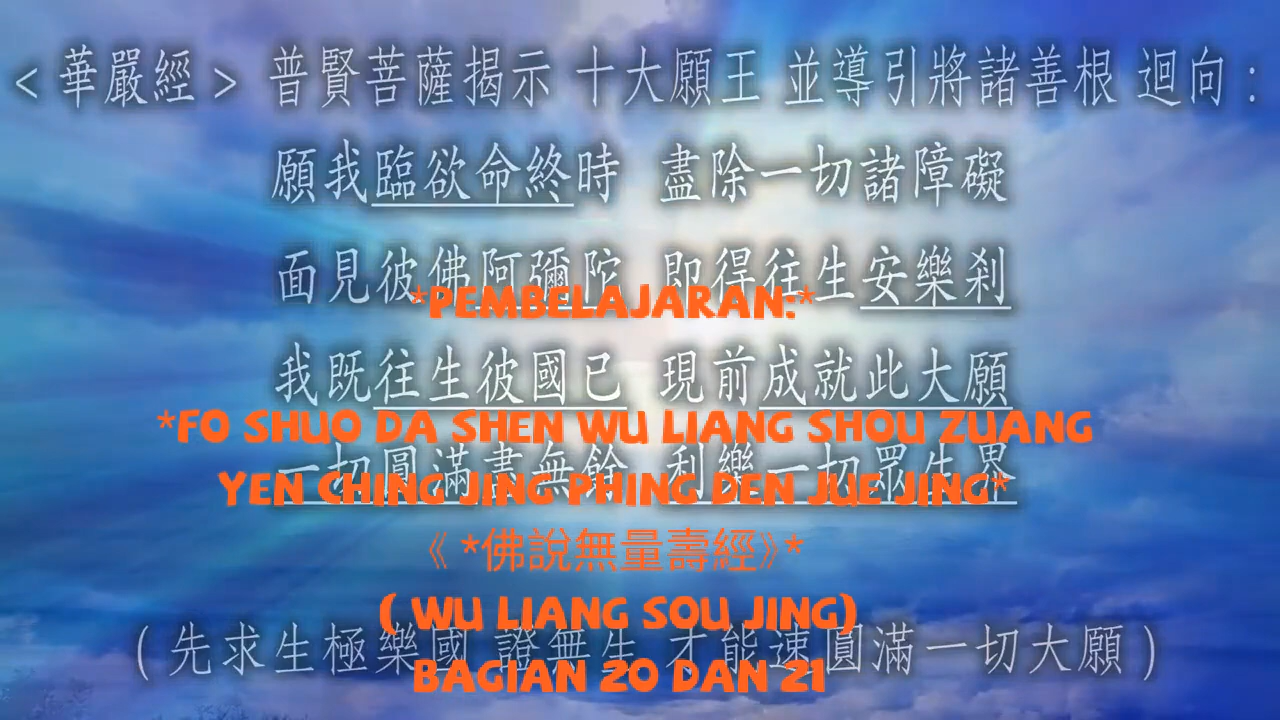 <華嚴經> 普賢菩薩揭示 十大願王 並導引將諸善根 迴向:
願我臨欲命終時 盡除一切諸障礙
面見彼佛阿彌陀 即得往生安樂剎
*PEMBELAJARAN:*
我既往生彼國已 現前成就此大願
*FO SHUO DA SHEN WU LIANG SHOU ZUANG
一切圓滿盡無餘 利樂一切眾生界
YEN CHING JING PHING DEN JUE JING*
《 *佛說無量壽經》*
( WU LIANG SOU JING)
(先求生極樂國 證無生 才能速圓滿一切大願)
BAGIAN 20 DAN 21